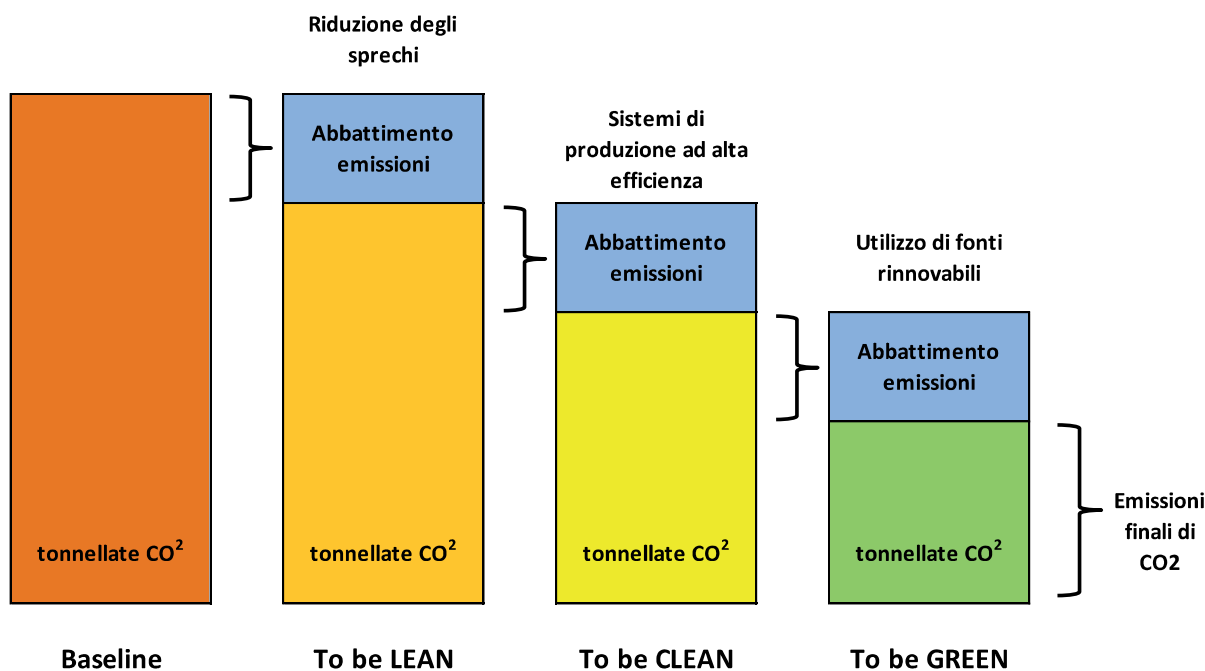 Riduzione degli
sprechi
Abbattimento
emissioni
Sistemi di
produzione ad alta
efficienza
Abbattimento
emissioni
Utilizzo di fonti
rinnovabili
Abbattimento
emissioni
Emissioni
finali di
CO2
tonnellate CO²
tonnellate CO²
tonnellate CO²
tonnellate CO²
Baseline
To be LEAN
To be CLEAN
To be GREEN